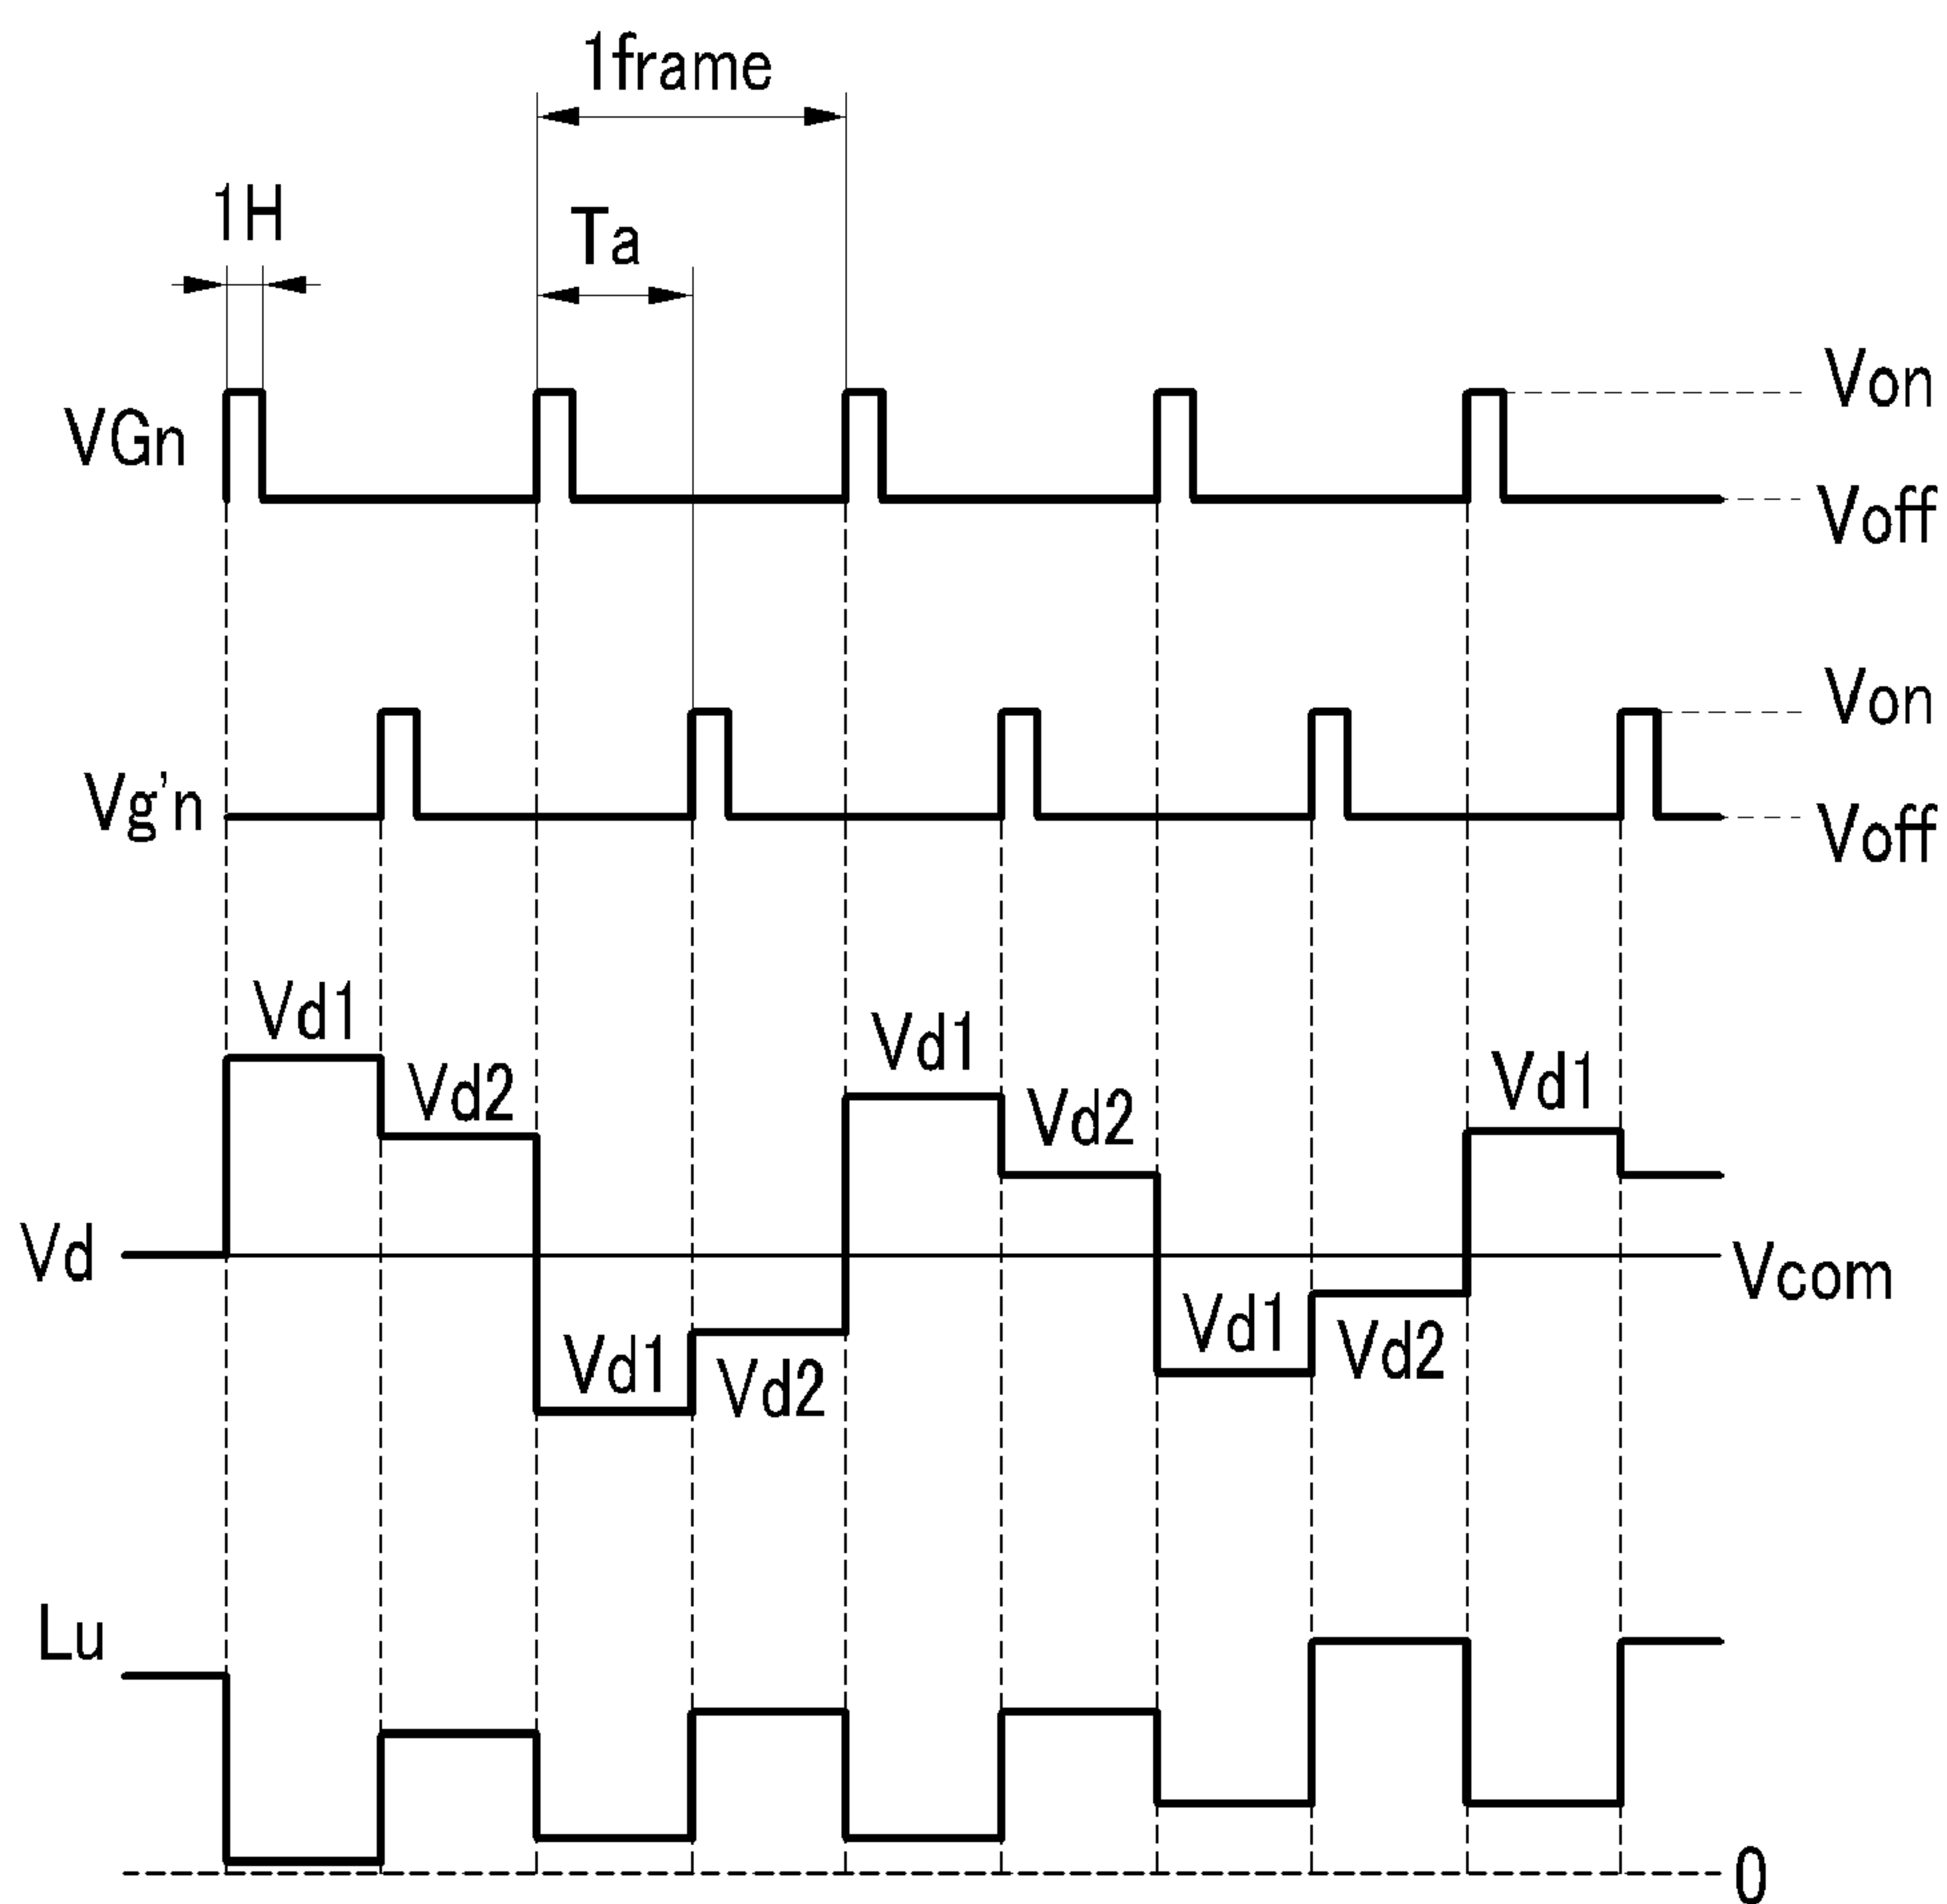 1frame
1H
Ta
Von
VGn
Voff
Von
Vg'n
Voff
Vd1
Vd1
Vd2
Vd1
Vd2
Vd
Vcom
Vd1
Vd2
Vd1
Vd2
Lu
0